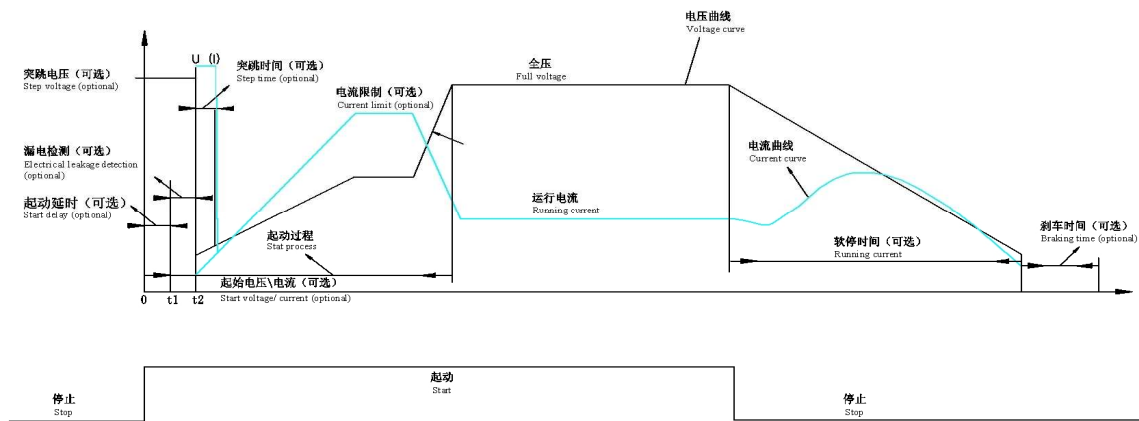 电压曲线
Voltage curve
U (I)
突跳电压（可选）
Step voltage (optional)
突跳时间（可选）
Step time (optional)
全压
Full voltage
电流限制（可选）
Current limit (optional)
漏电检测（可选）
Electrical leakage detection
(optional)
电流曲线
Current curve
起动延时（可选）
Start delay (optional)
运行电流
Running current
刹车时间（可选）
Braking time (optional)
起动过程
Stat process
软停时间（可选）
Running current
起始电压\电流（可选）
Start voltage/ current (optional)
0 t1 t2
起动
Start
停止
Stop
停止
Stop